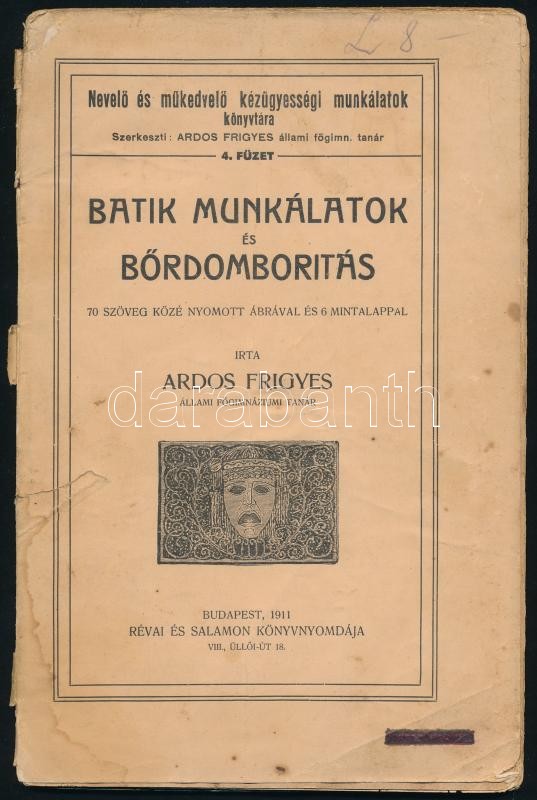 L 8 —
Nevelő és műkedvelő kézügyességi munkálatok
könyvtára
Szerkeszti: ARDOS FRIGYES állami főgimn. tanár
4. FÜZET
BATIK MUNKÁLATOK
ÉS
BŐRDOMBORITÁS
70 SZÖVEG KÖZÉ NYOMOTT ÁBRÁVAL ÉS 6 MINTALAPPAL
IRTA
ARDOS FRIGYES
ÁLLAMI FŐGIMNÁZIUMI TANÁR
darabanth
BUDAPEST, 1911
RÉVAI ÉS SALAMON KÖNYVNYOMDÁJA
VIII., ÜLLŐI-ÚT 18.